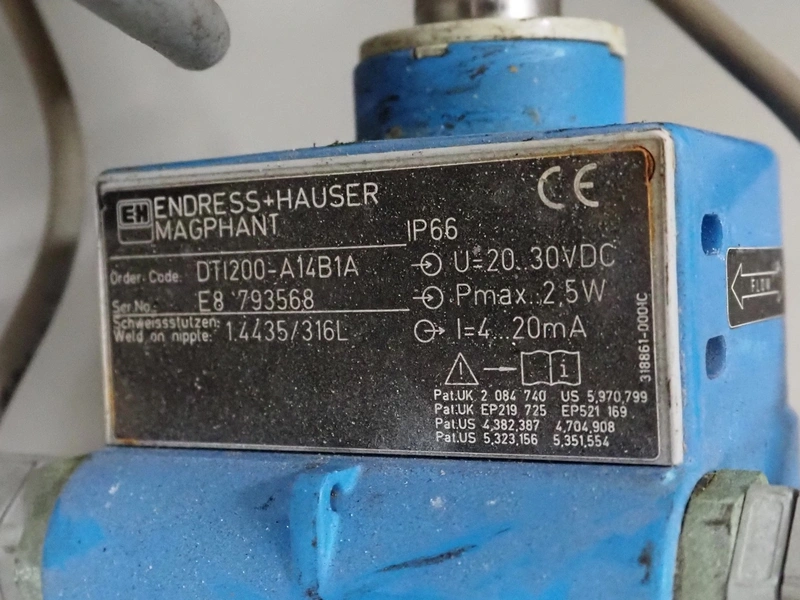 E+H ENDRESS+HAUSER
MAGPHANT
CE
IP66
Order-Code: DTI200-A14B1A
U=20...30VDC
Ser.No.: E8 793568
Pmax...2,5W
Schweissstutzen:
Weld on nipple: 1.4435/316L
I=4...20mA
i
Pat.UK 2 084 740 US 5,970,799
Pat.UK EP219 725 EP521 169
Pat.US 4,382,387 4,704,908
Pat.US 5,323,156 5,351,554
318861-0001C
FLOW